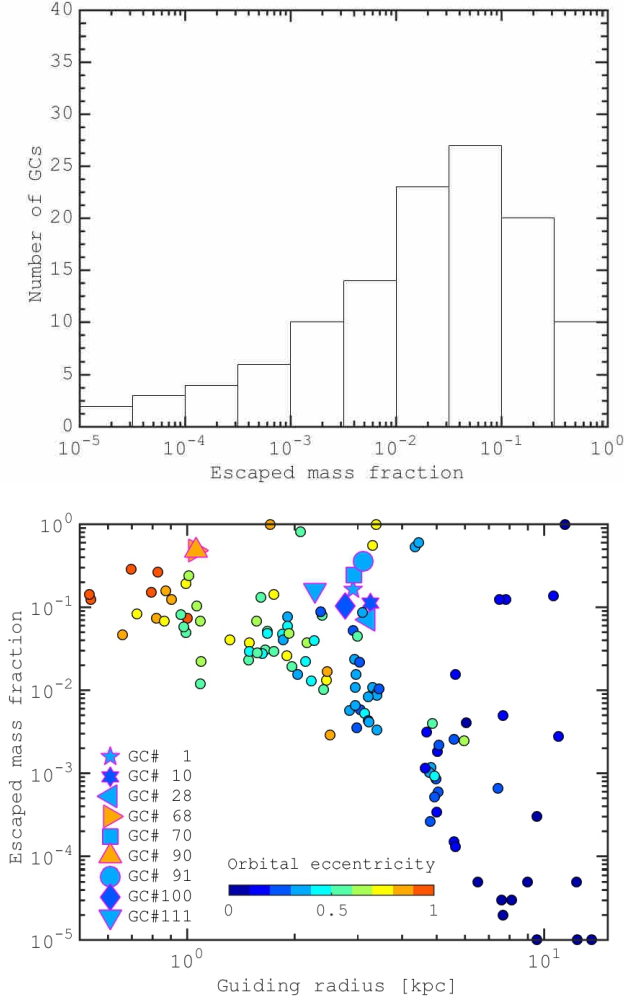 40
35
30
25
20
15
10
5
0
Number of GCs
10^-5 10^-4 10^-3 10^-2 10^-1 10^0
Escaped mass fraction
10^0
10^-1
10^-2
10^-3
10^-4
10^-5
Escaped mass fraction
GC# 1
GC# 10
GC# 28
GC# 68
GC# 70
GC# 90
GC# 91
GC#100
GC#111
Orbital eccentricity
0 0.5 1
10^0 10^1
Guiding radius [kpc]